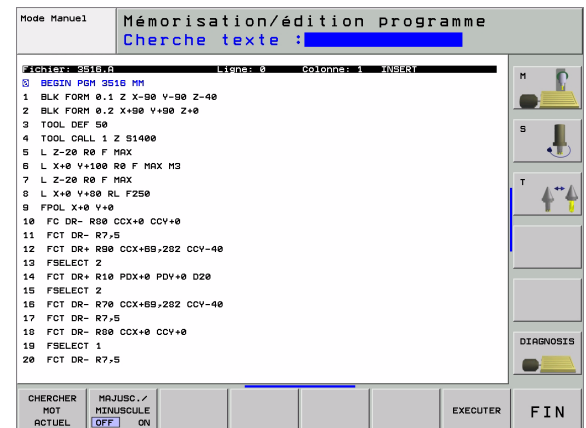 Mode Manuel
Mémorisation/édition programme
Cherche texte :
Fichier: 3516.A Ligne: 0 Colonne: 1 INSERT
0 BEGIN PGM 3516 MM
1 BLK FORM 0.1 Z X-90 Y-90 Z-40
2 BLK FORM 0.2 X+90 Y+90 Z+0
3 TOOL DEF 50
4 TOOL CALL 1 Z S1400
5 L Z-20 R0 F MAX
6 L X+0 Y+100 R0 F MAX M3
7 L Z-20 R0 F MAX
8 L X+0 Y+80 RL F250
9 FPOL X+0 Y+0
10 FC DR- R80 CCX+0 CCY+0
11 FCT DR- R7,5
12 FCT DR+ R90 CCX+69,282 CCY-40
13 FSELECT 2
14 FCT DR+ R10 PDX+0 PDY+0 D20
15 FSELECT 2
16 FCT DR- R70 CCX+69,282 CCY-40
17 FCT DR- R7,5
18 FCT DR- R80 CCX+0 CCY+0
19 FSELECT 1
20 FCT DR- R7,5
M
S
T
DIAGNOSIS
CHERCHER MOT ACTUEL
MAJUSC./ MINUSCULE OFF ON
EXECUTER
FIN